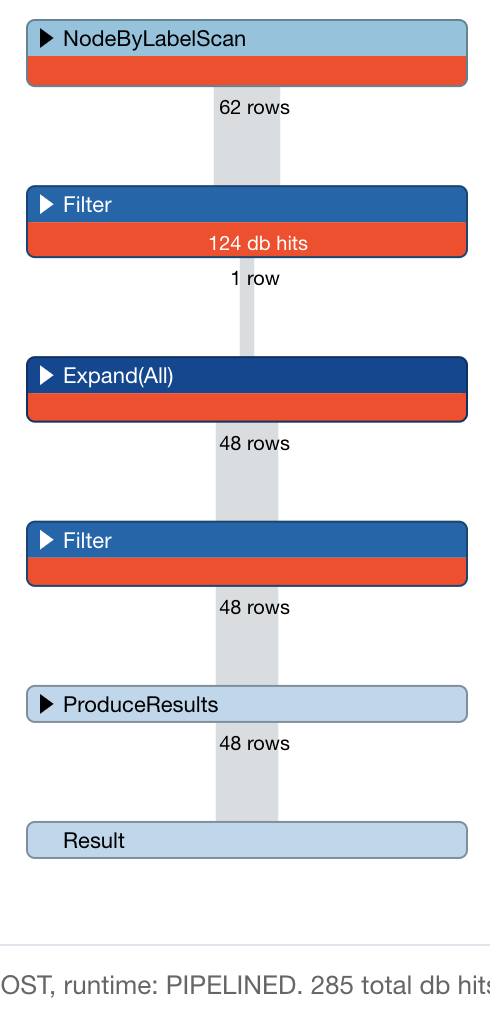 NodeByLabelScan
62 rows
Filter
124 db hits
1 row
Expand(All)
48 rows
Filter
48 rows
ProduceResults
48 rows
Result
OST, runtime: PIPELINED. 285 total db hits